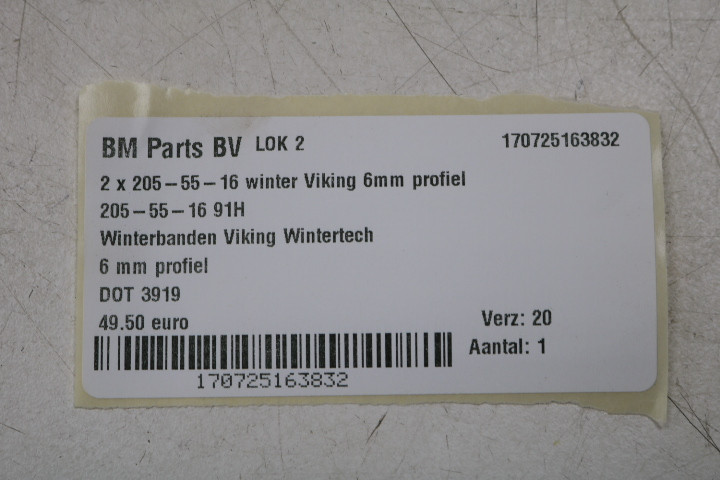 BM Parts BV LOK 2 170725163832
2 x 205-55-16 winter Viking 6mm profiel
205-55-16 91H
Winterbanden Viking Wintertech
6 mm profiel
DOT 3919
49.50 euro Verz: 20
Aantal: 1
170725163832